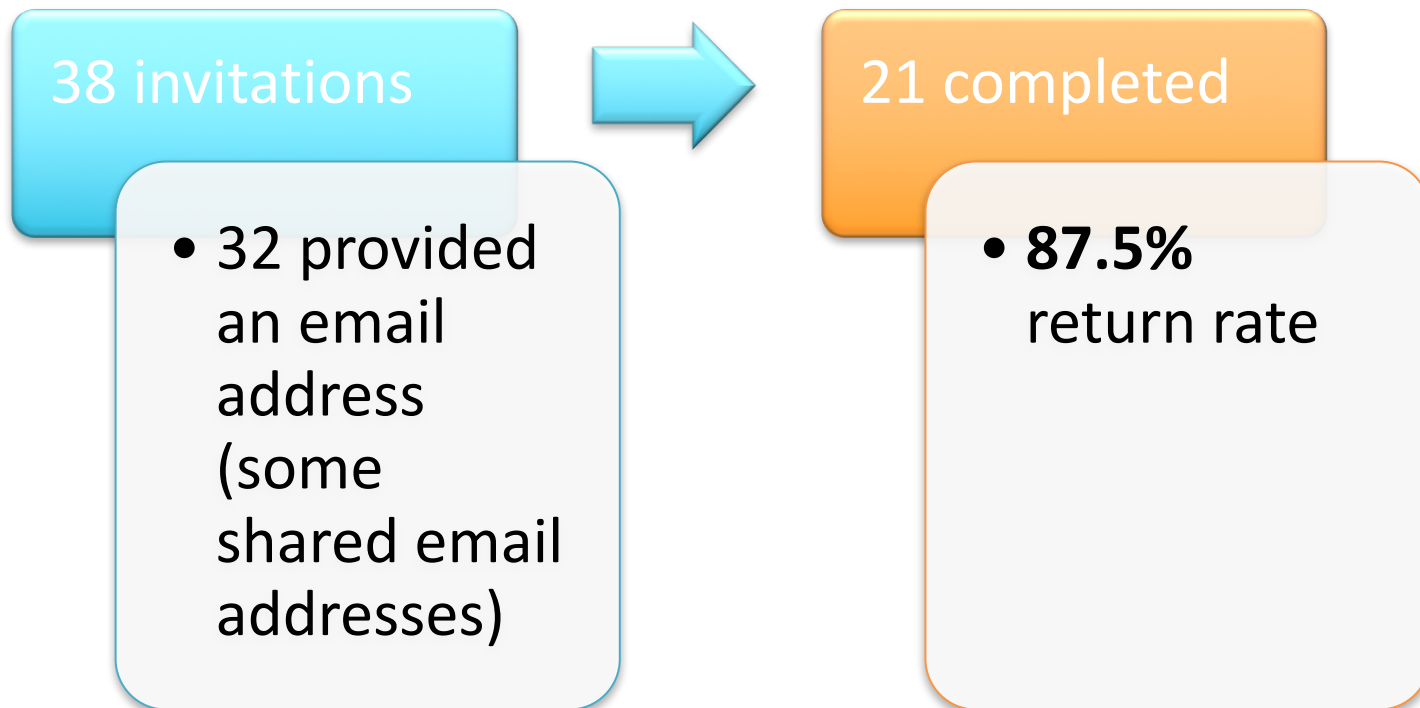 38 invitations
• 32 provided
an email
address
(some
shared email
addresses)
21 completed
• 87.5%
return rate